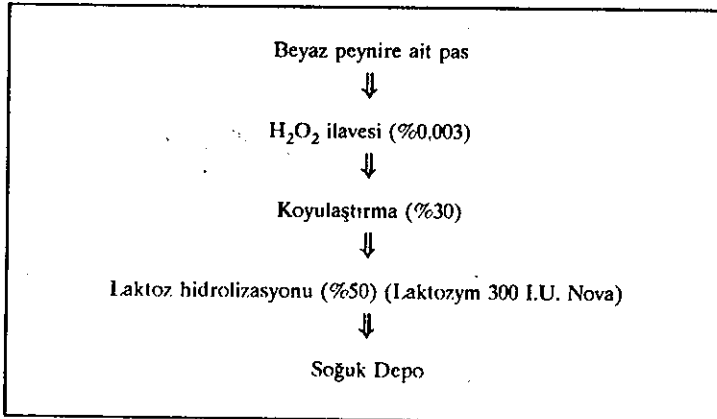 Beyaz peynire ait pas
⇓
H₂O₂ ilavesi (%0,003)
⇓
Koyulaştırma (%30)
⇓
Laktoz hidrolizasyonu (%50) (Laktozym 300 I.U. Nova)
⇓
Soğuk Depo